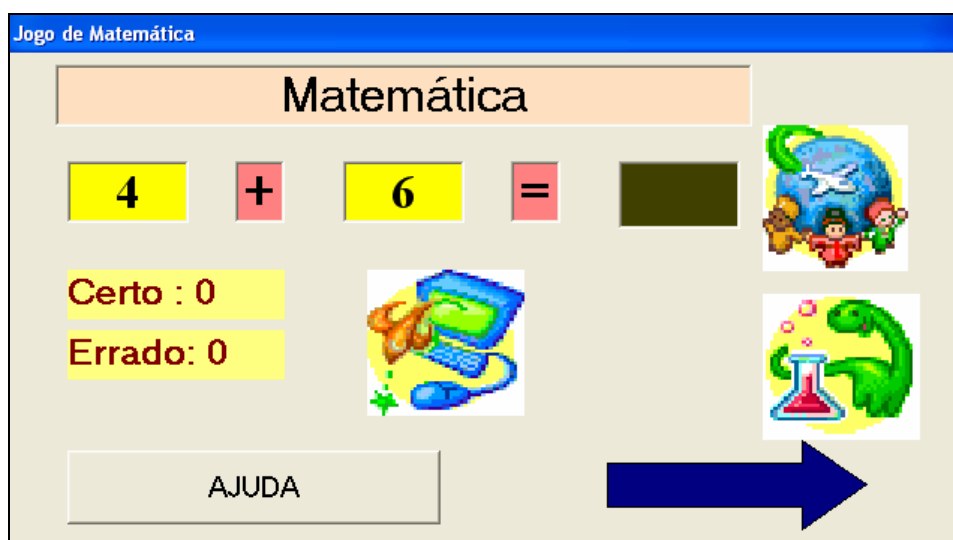 Jogo de Matemática
Matemática
4 + 6 =
Certo : 0
Errado: 0
AJUDA